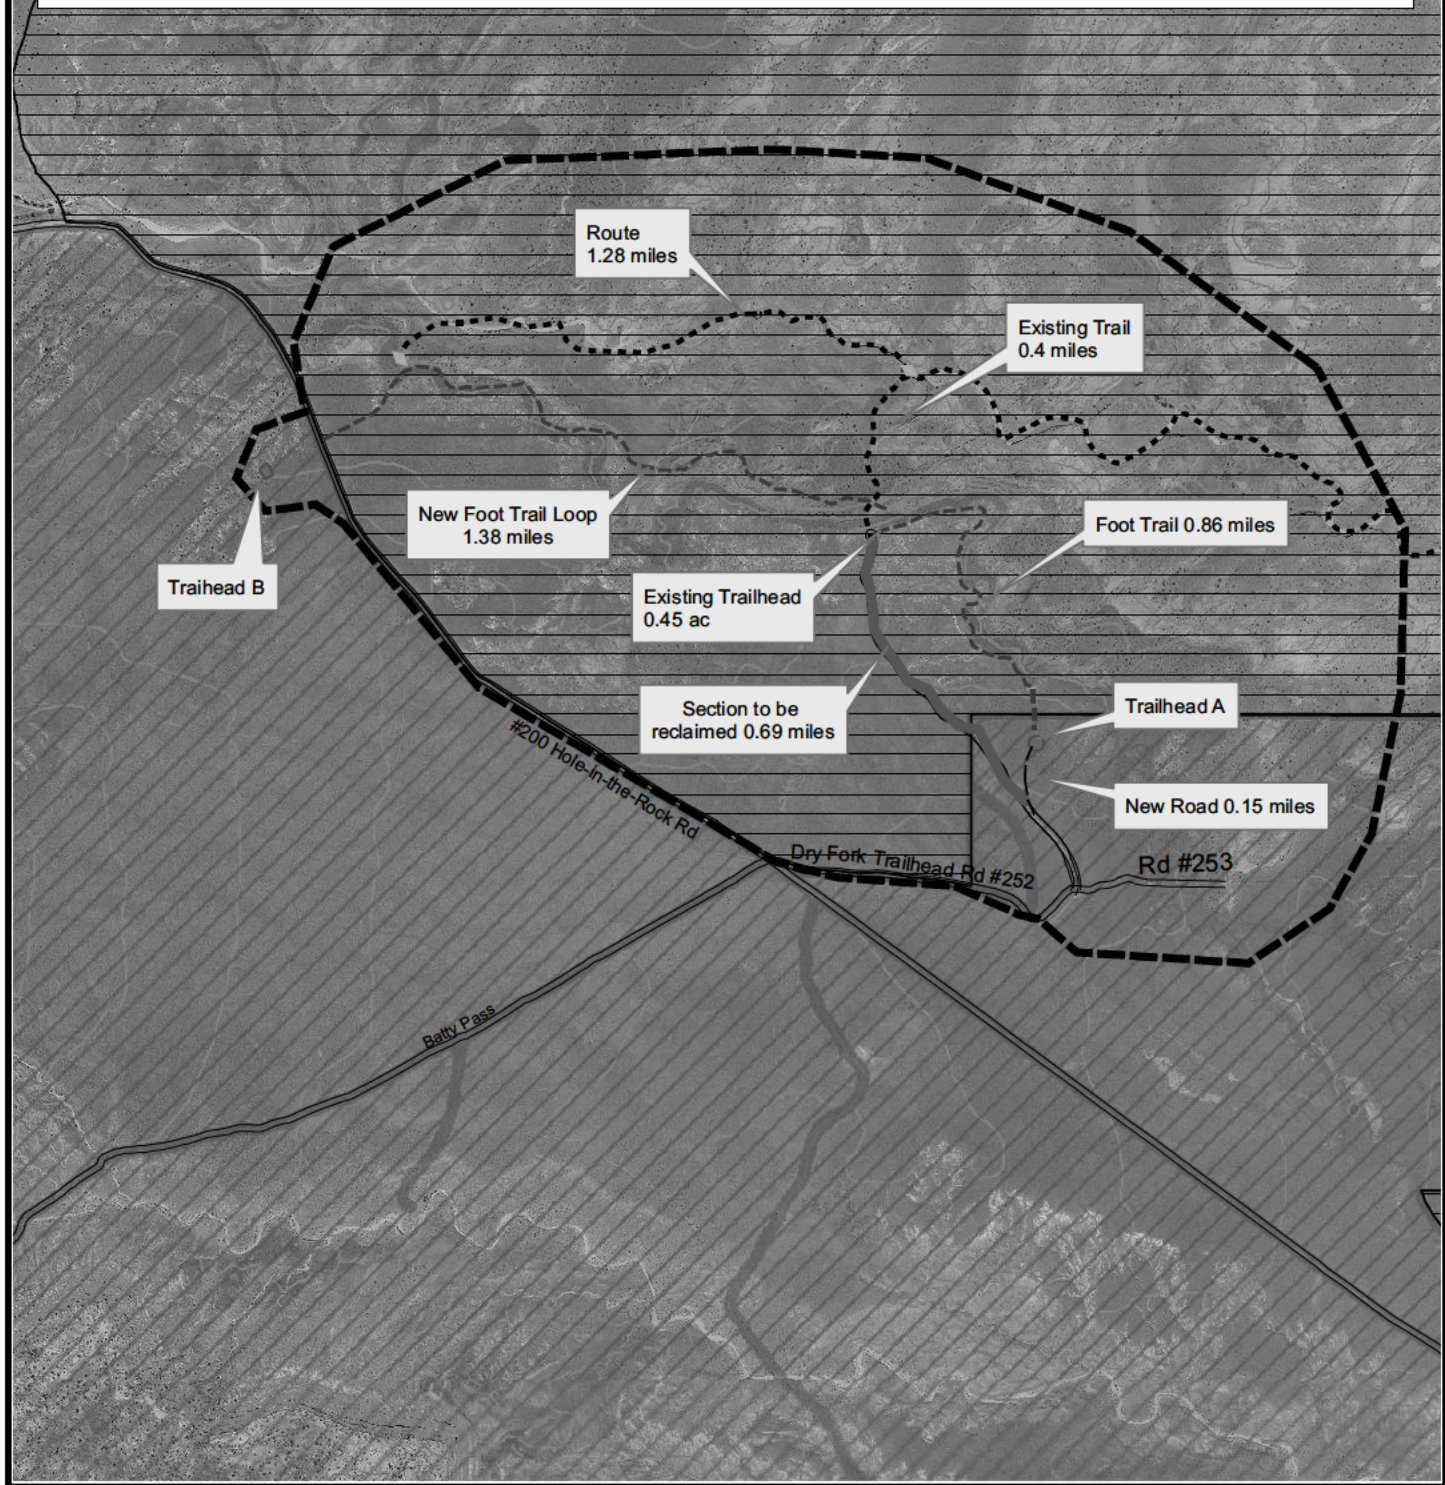 Route
1.28 miles
Existing Trail
0.4 miles
New Foot Trail Loop
1.38 miles
Foot Trail 0.86 miles
Traihead B
Existing Trailhead
0.45 ac
Section to be
reclaimed 0.69 miles
Trailhead A
#200 Hole-in-the-Rock Rd
New Road 0.15 miles
Dry Fork Trailhead Rd #252
Rd #253
Batty Pass